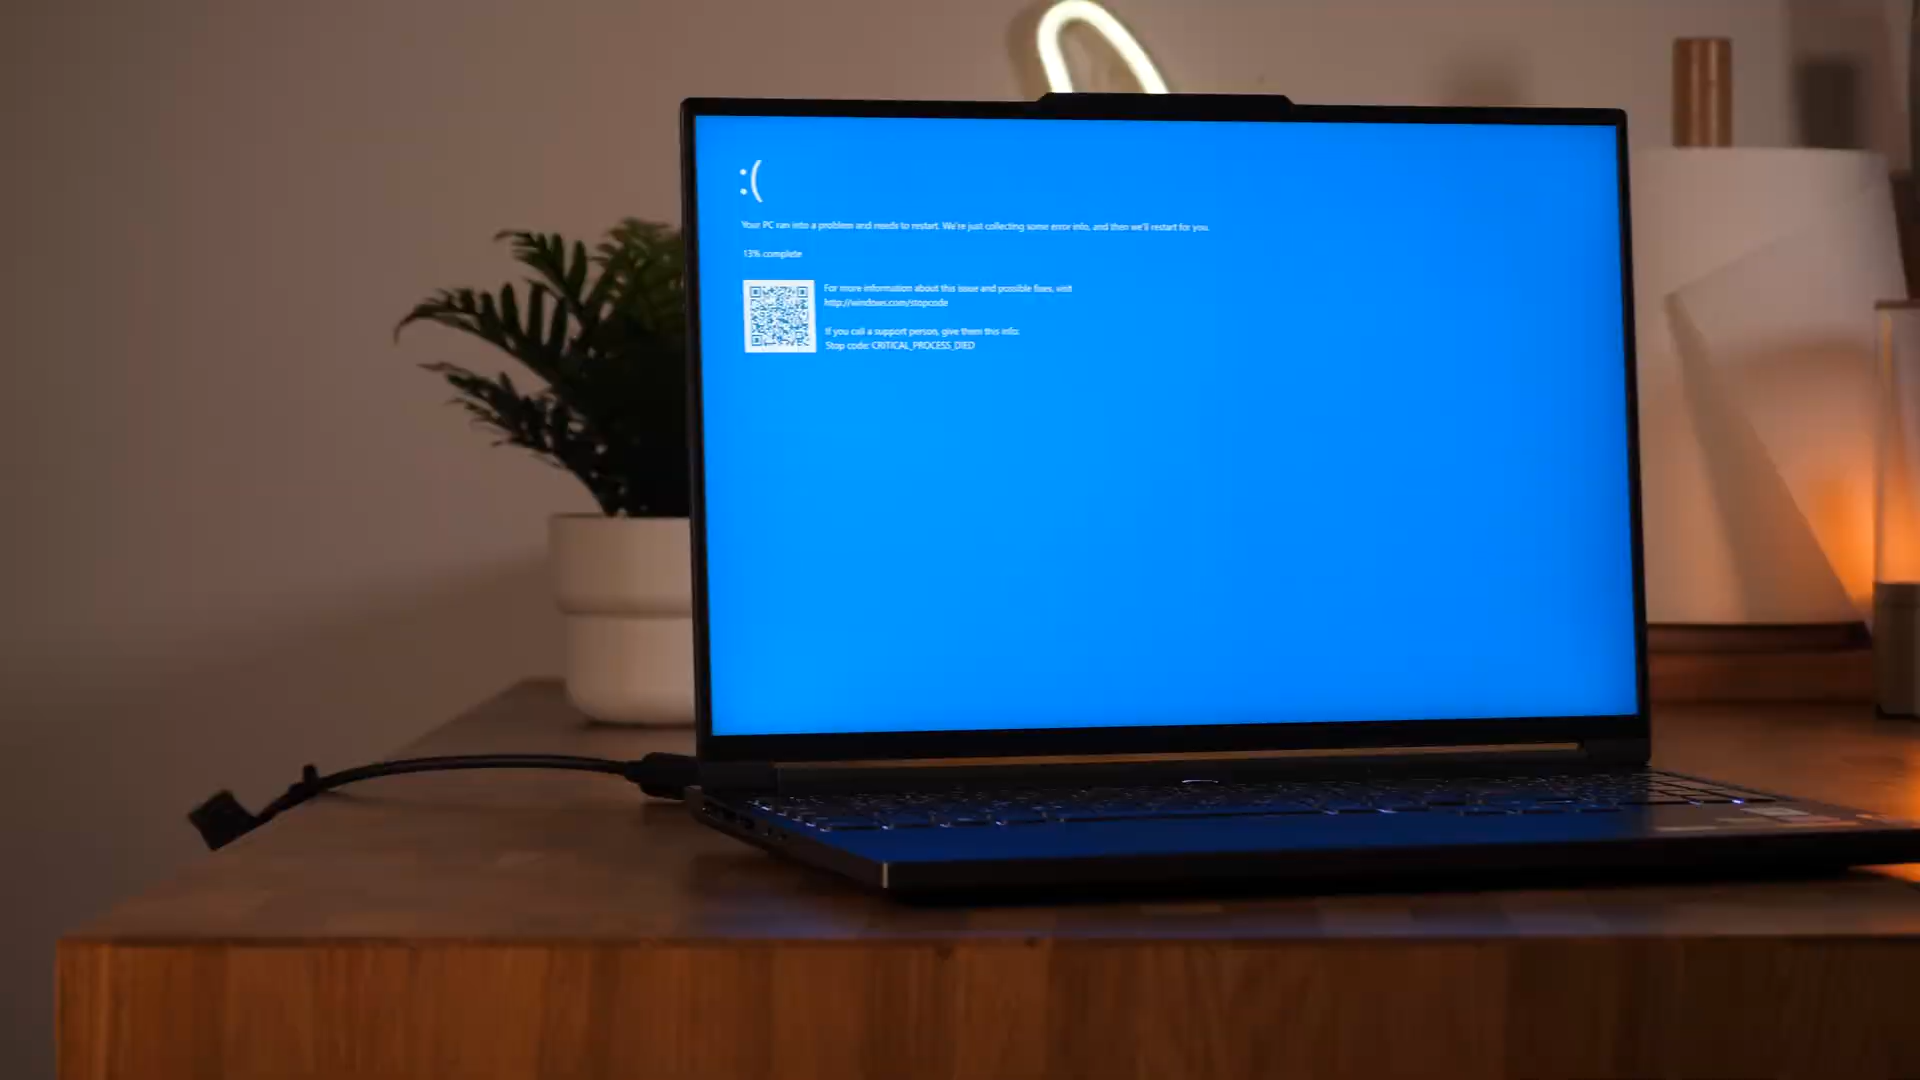 :(
Your PC ran into a problem and needs to restart. We're just collecting some error info, and then we'll restart for you.
13% complete
For more information about this issue and possible fixes, visit
http://windows.com/stopcode
If you call a support person, give them this info:
Stop code: CRITICAL_PROCESS_DIED